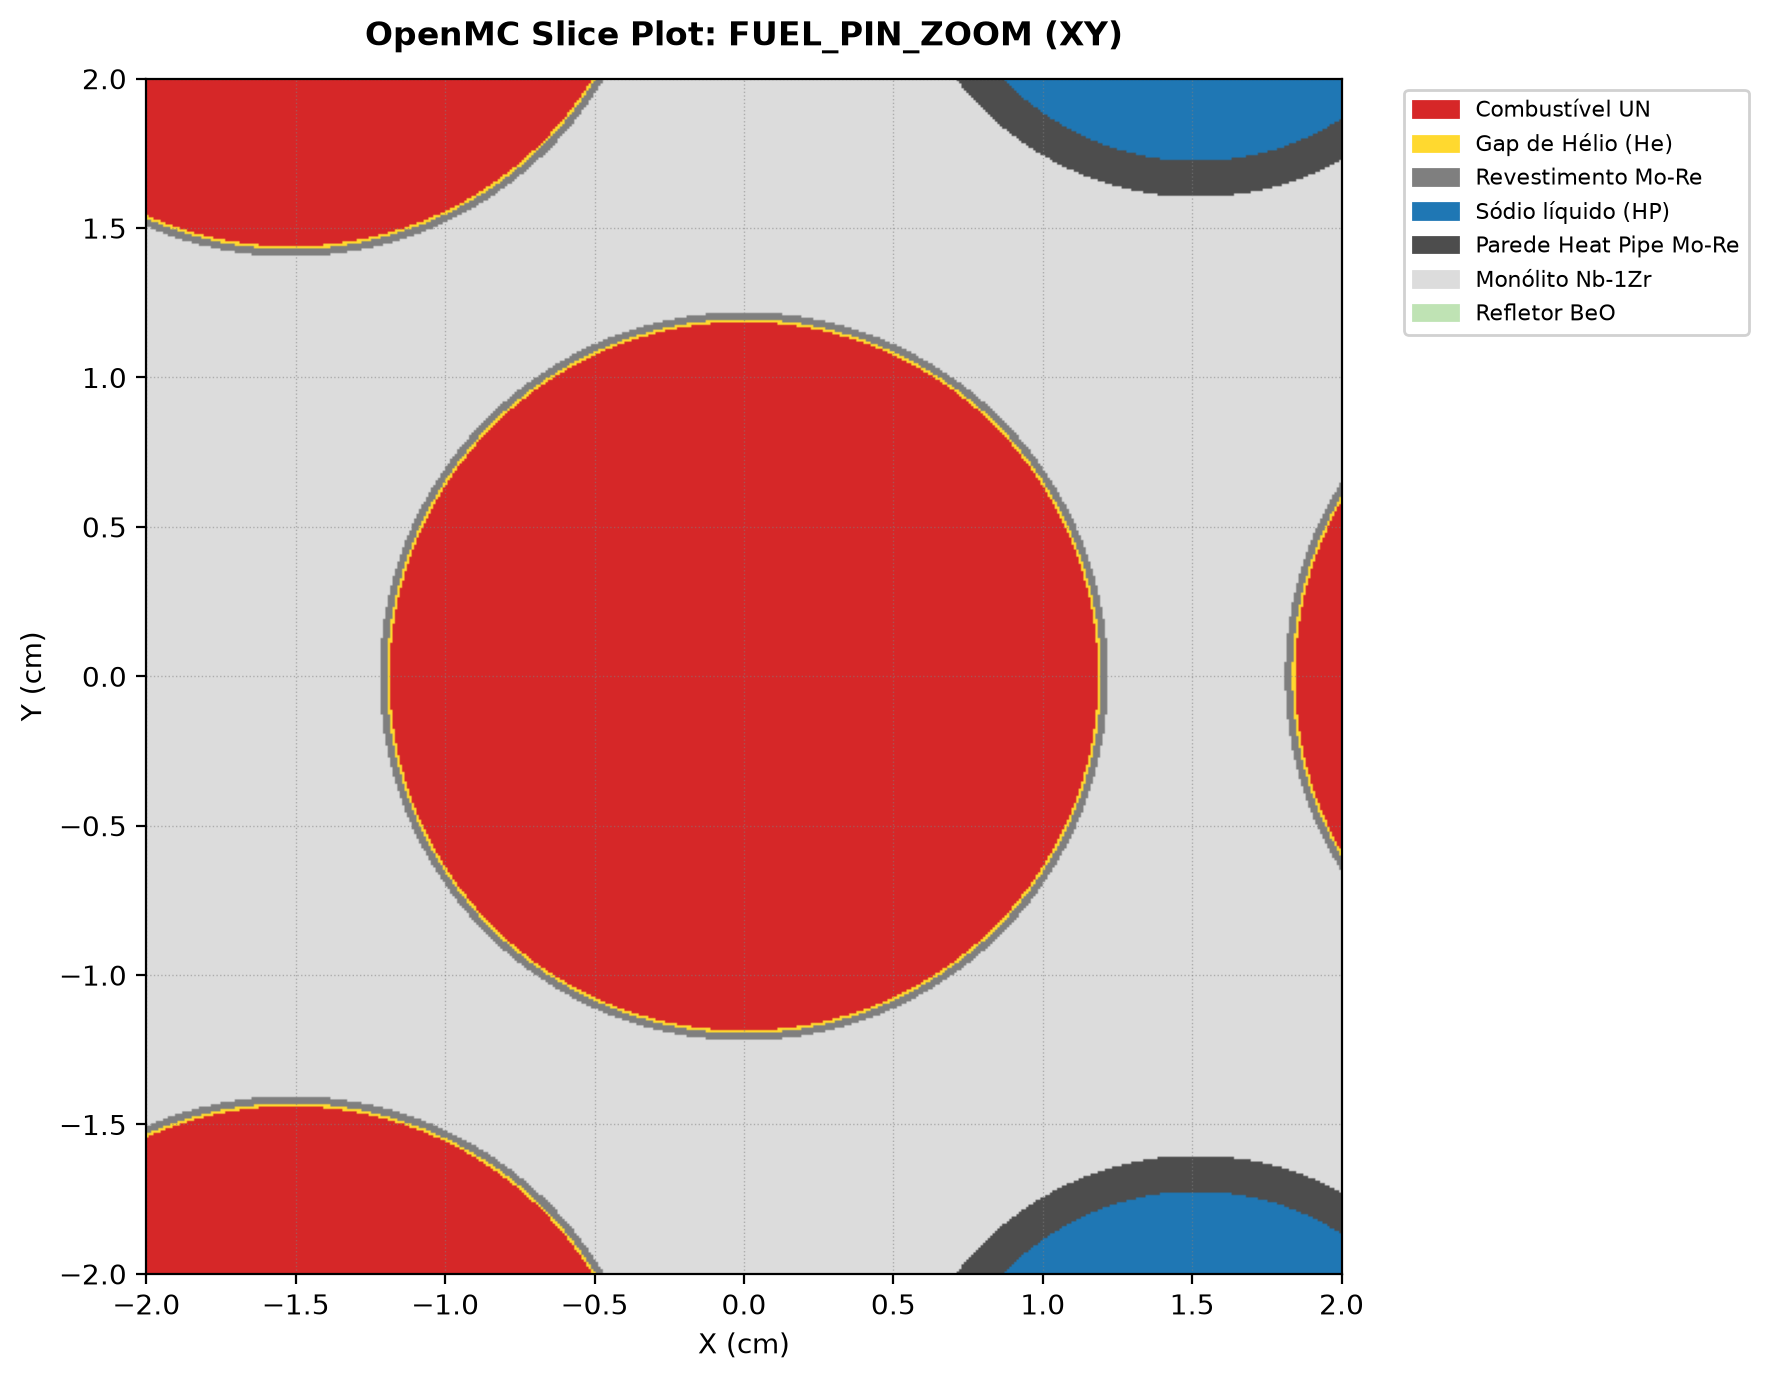 OpenMC Slice Plot: FUEL_PIN_ZOOM (XY)
Combustível UN
Gap de Hélio (He)
Revestimento Mo-Re
Sódio líquido (HP)
Parede Heat Pipe Mo-Re
Monólito Nb-1Zr
Refletor BeO
2.0
1.5
1.0
0.5
0.0
−0.5
−1.0
−1.5
−2.0
Y (cm)
−2.0 −1.5 −1.0 −0.5 0.0 0.5 1.0 1.5 2.0
X (cm)